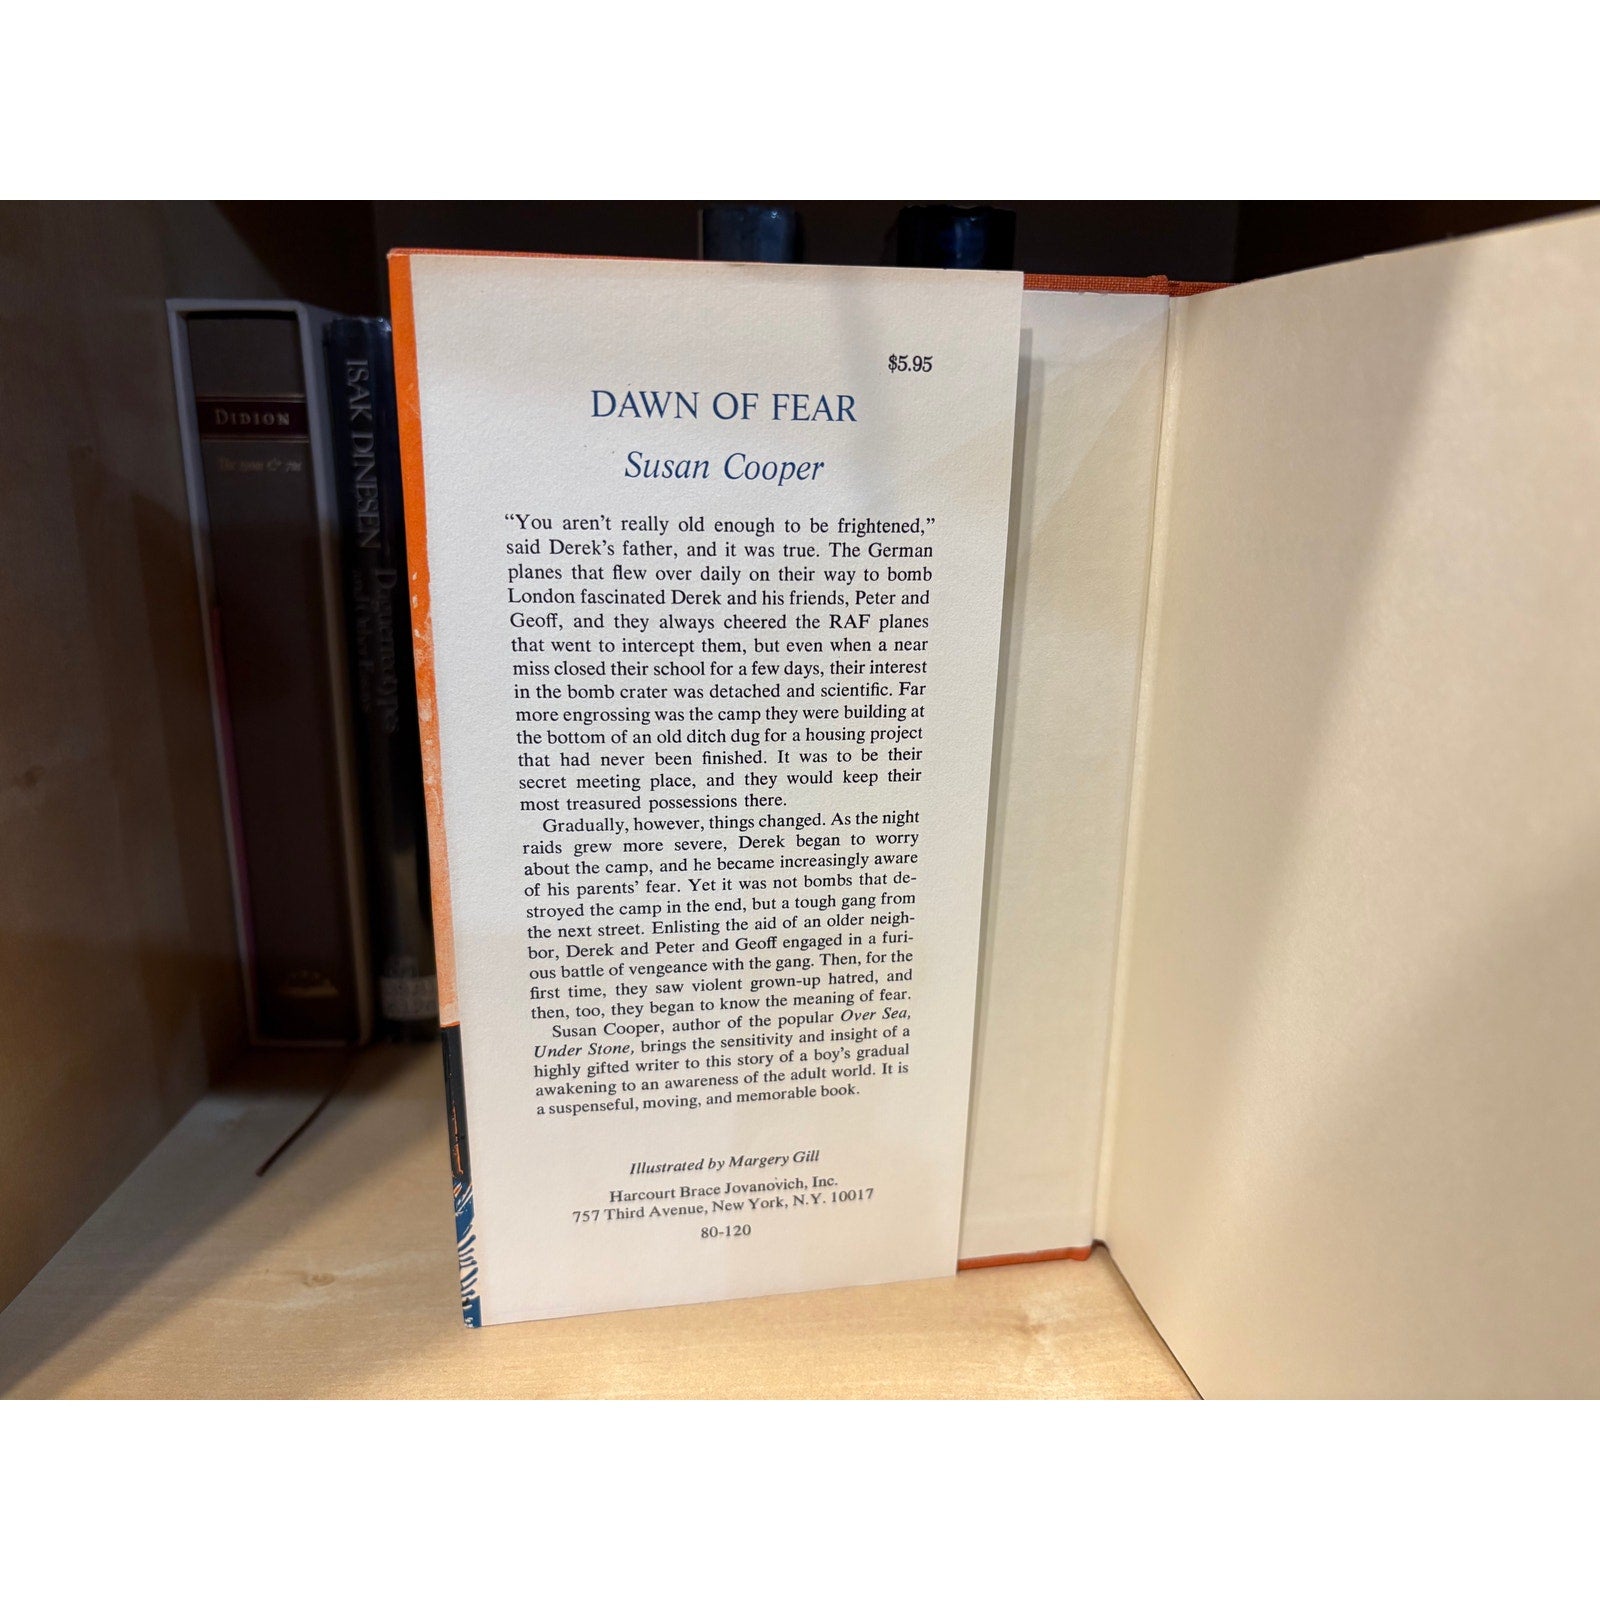 DIDION
ISAK DINESEN
$5.95
DAWN OF FEAR
Susan Cooper
“You aren’t really old enough to be frightened,”
said Derek’s father, and it was true. The German
planes that flew over daily on their way to bomb
London fascinated Derek and his friends, Peter and
Geoff, and they always cheered the RAF planes
that went to intercept them, but even when a near
miss closed their school for a few days, their interest
in the bomb crater was detached and scientific. Far
more engrossing was the camp they were building at
the bottom of an old ditch dug for a housing project
that had never been finished. It was to be their
secret meeting place, and they would keep their
most treasured possessions there.
Gradually, however, things changed. As the night
raids grew more severe, Derek began to worry
about the camp, and he became increasingly aware
of his parents’ fear. Yet it was not bombs that de-
stroyed the camp in the end, but a tough gang from
the next street. Enlisting the aid of an older neigh-
bor, Derek and Peter and Geoff engaged in a furi-
ous battle of vengeance with the gang. Then, for the
first time, they saw violent grown-up hatred, and
then, too, they began to know the meaning of fear.
Susan Cooper, author of the popular Over Sea,
Under Stone, brings the sensitivity and insight of a
highly gifted writer to this story of a boy’s gradual
awakening to an awareness of the adult world. It is
a suspenseful, moving, and memorable book.
Illustrated by Margery Gill
Harcourt Brace Jovanovich, Inc.
757 Third Avenue, New York, N.Y. 10017
80-120